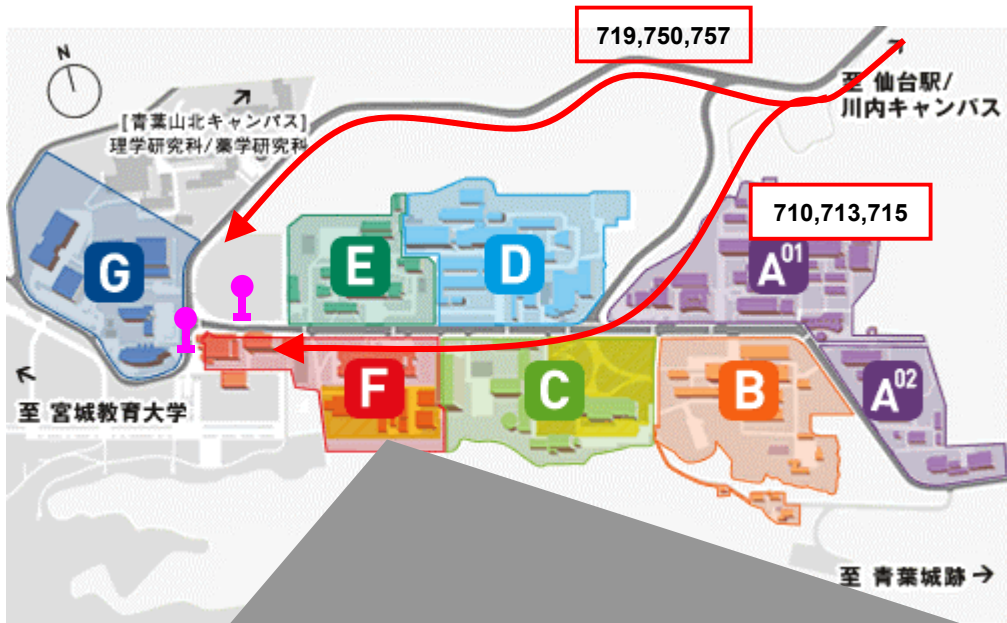 719,750,757
N
[青葉山北キャンパス]
理学研究科/薬学研究科
至 仙台駅/
川内キャンパス
710,713,715
G
E
D
A01
F
C
B
A02
至 宮城教育大学
至 青葉城跡